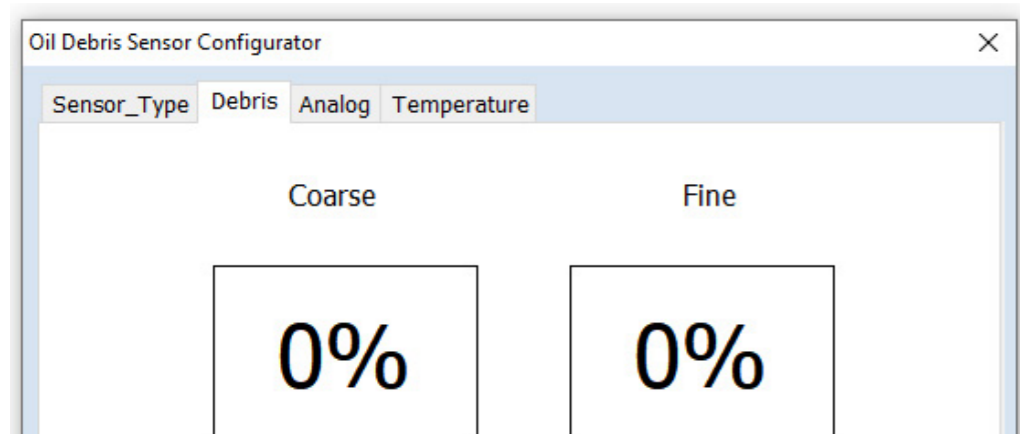 Oil Debris Sensor Configurator
Sensor_Type Debris Analog Temperature
Coarse Fine
0% 0%